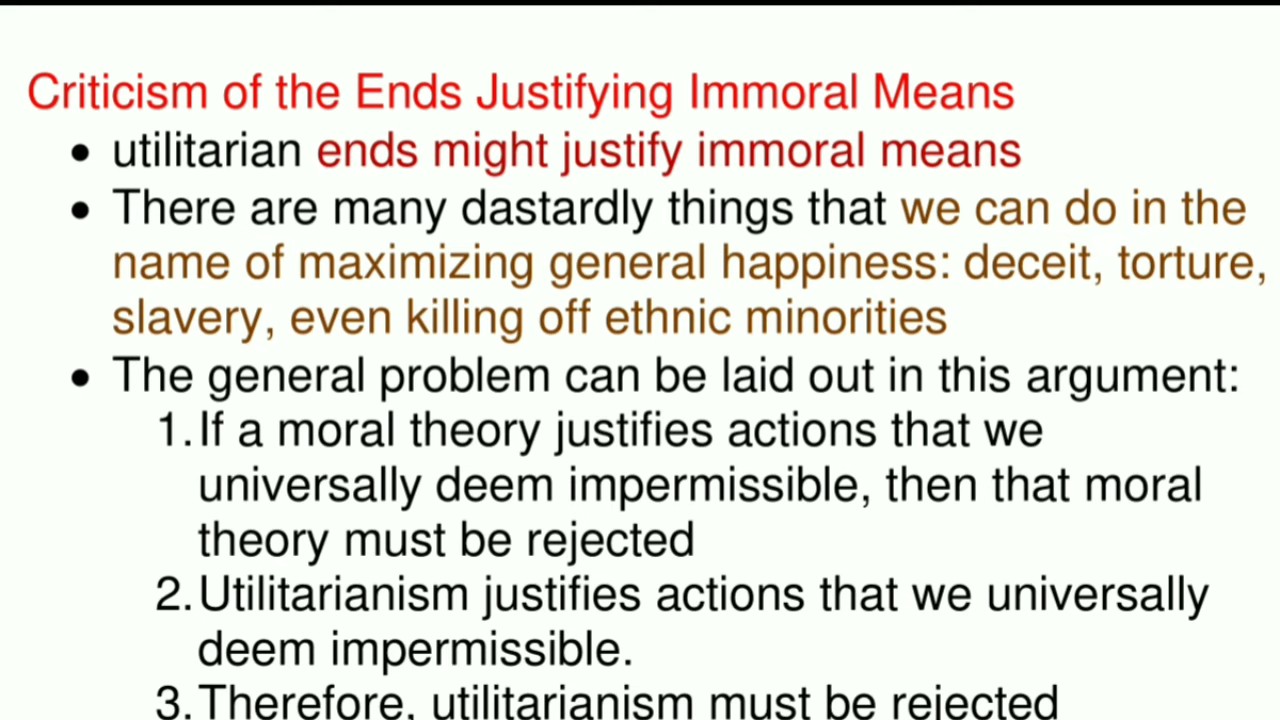 Criticism of the Ends Justifying Immoral Means
• utilitarian ends might justify immoral means
• There are many dastardly things that we can do in the
name of maximizing general happiness: deceit, torture,
slavery, even killing off ethnic minorities
• The general problem can be laid out in this argument:
1. If a moral theory justifies actions that we
universally deem impermissible, then that moral
theory must be rejected
2. Utilitarianism justifies actions that we universally
deem impermissible.
3. Therefore, utilitarianism must be rejected